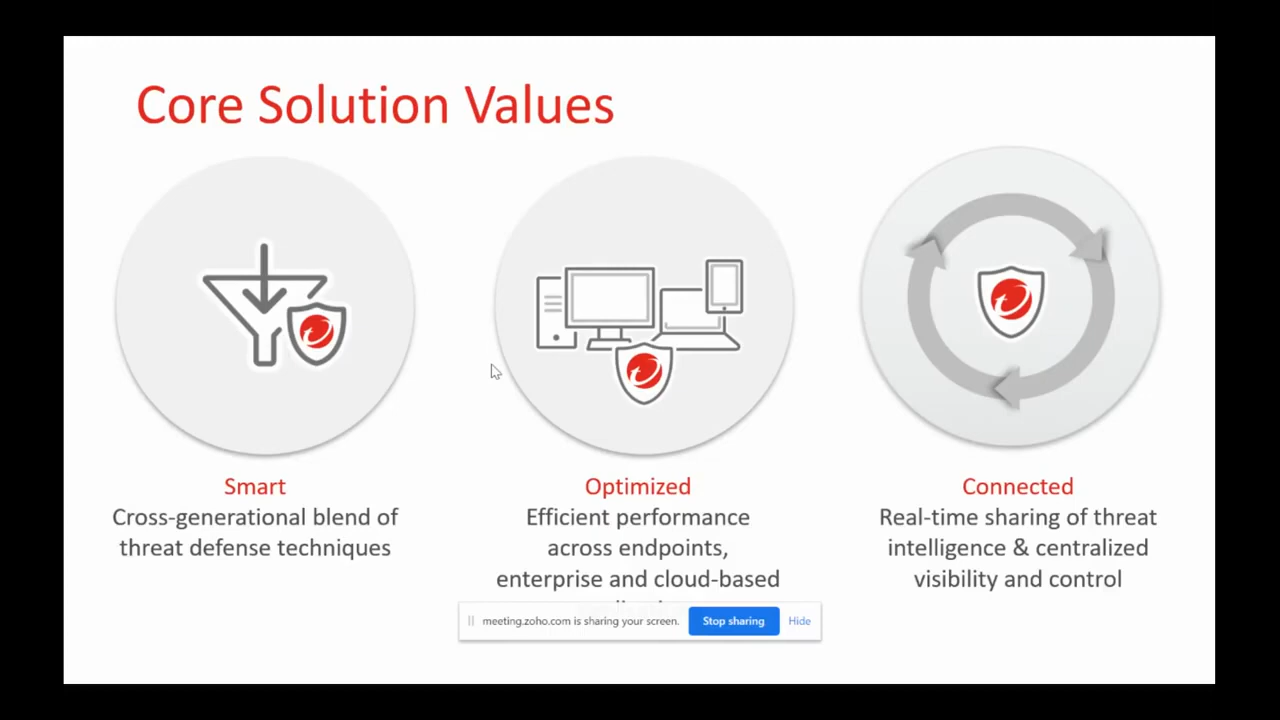 Core Solution Values
Smart
Cross-generational blend of
threat defense techniques
Optimized
Efficient performance
across endpoints,
enterprise and cloud-based
Connected
Real-time sharing of threat
intelligence & centralized
visibility and control
meeting.zoho.com is sharing your screen. Stop sharing Hide